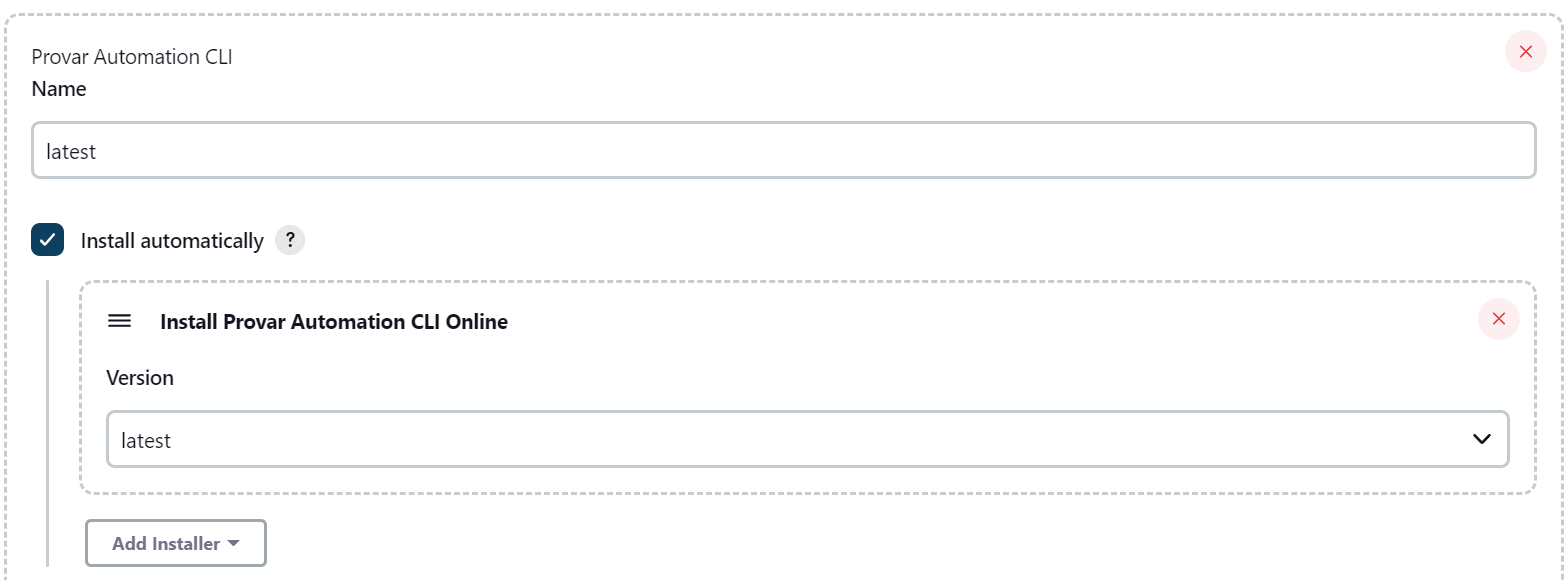 Provar Automation CLI
Name
latest
Install automatically ?
Install Provar Automation CLI Online
Version
latest
Add Installer